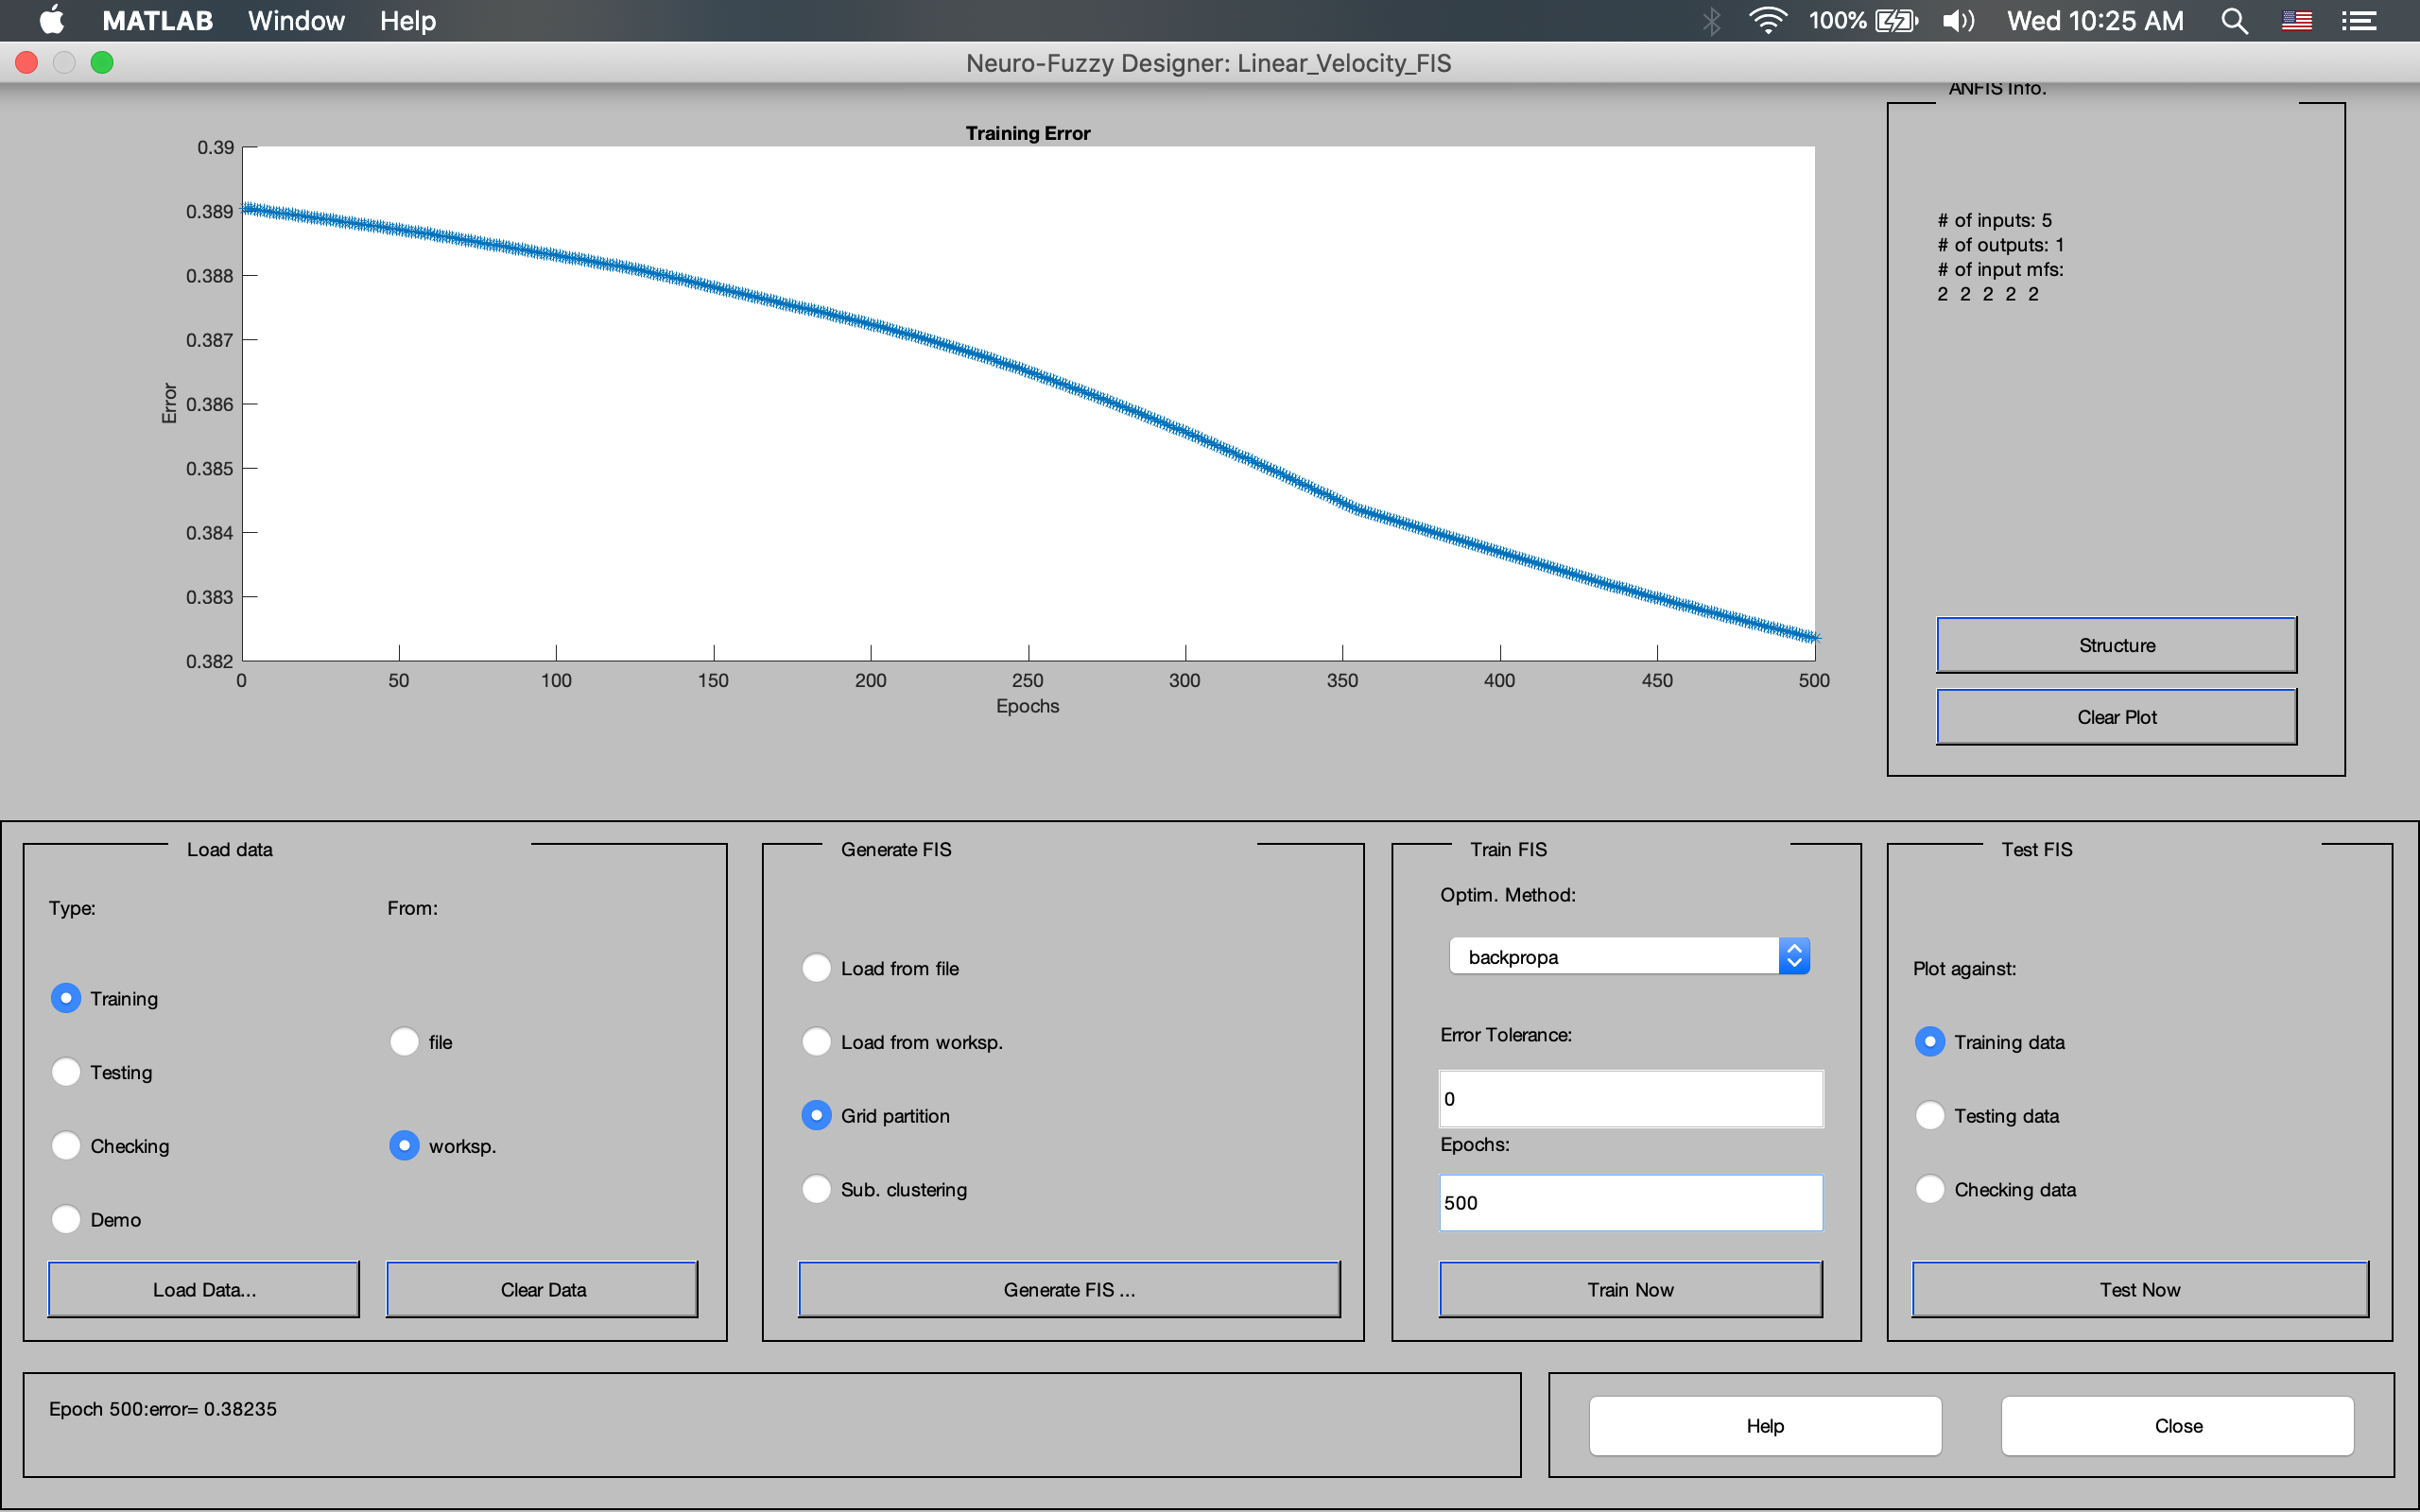 MATLAB Window Help 100% Wed 10:25 AM
Neuro-Fuzzy Designer: Linear_Velocity_FIS
ANFIS Info.
Training Error
0.39
0.389
0.388
0.387
0.386
0.385
0.384
0.383
0.382
Error
0 50 100 150 200 250 300 350 400 450 500
Epochs
# of inputs: 5
# of outputs: 1
# of input mfs:
2 2 2 2 2
Structure
Clear Plot
Load data
Type:
From:
Training
Testing
Checking
Demo
file
worksp.
Load Data...
Clear Data
Generate FIS
Load from file
Load from worksp.
Grid partition
Sub. clustering
Generate FIS ...
Train FIS
Optim. Method:
backpropa
Error Tolerance:
0
Epochs:
500
Train Now
Test FIS
Plot against:
Training data
Testing data
Checking data
Test Now
Epoch 500:error= 0.38235
Help
Close